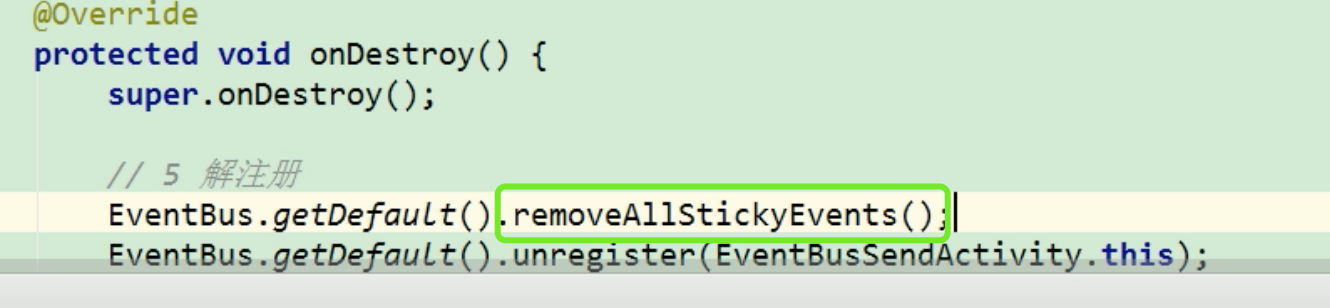 @Override
protected void onDestroy() {
super.onDestroy();
// 5 解注册
EventBus.getDefault().removeAllStickyEvents();
EventBus.getDefault().unregister(EventBusSendActivity.this);